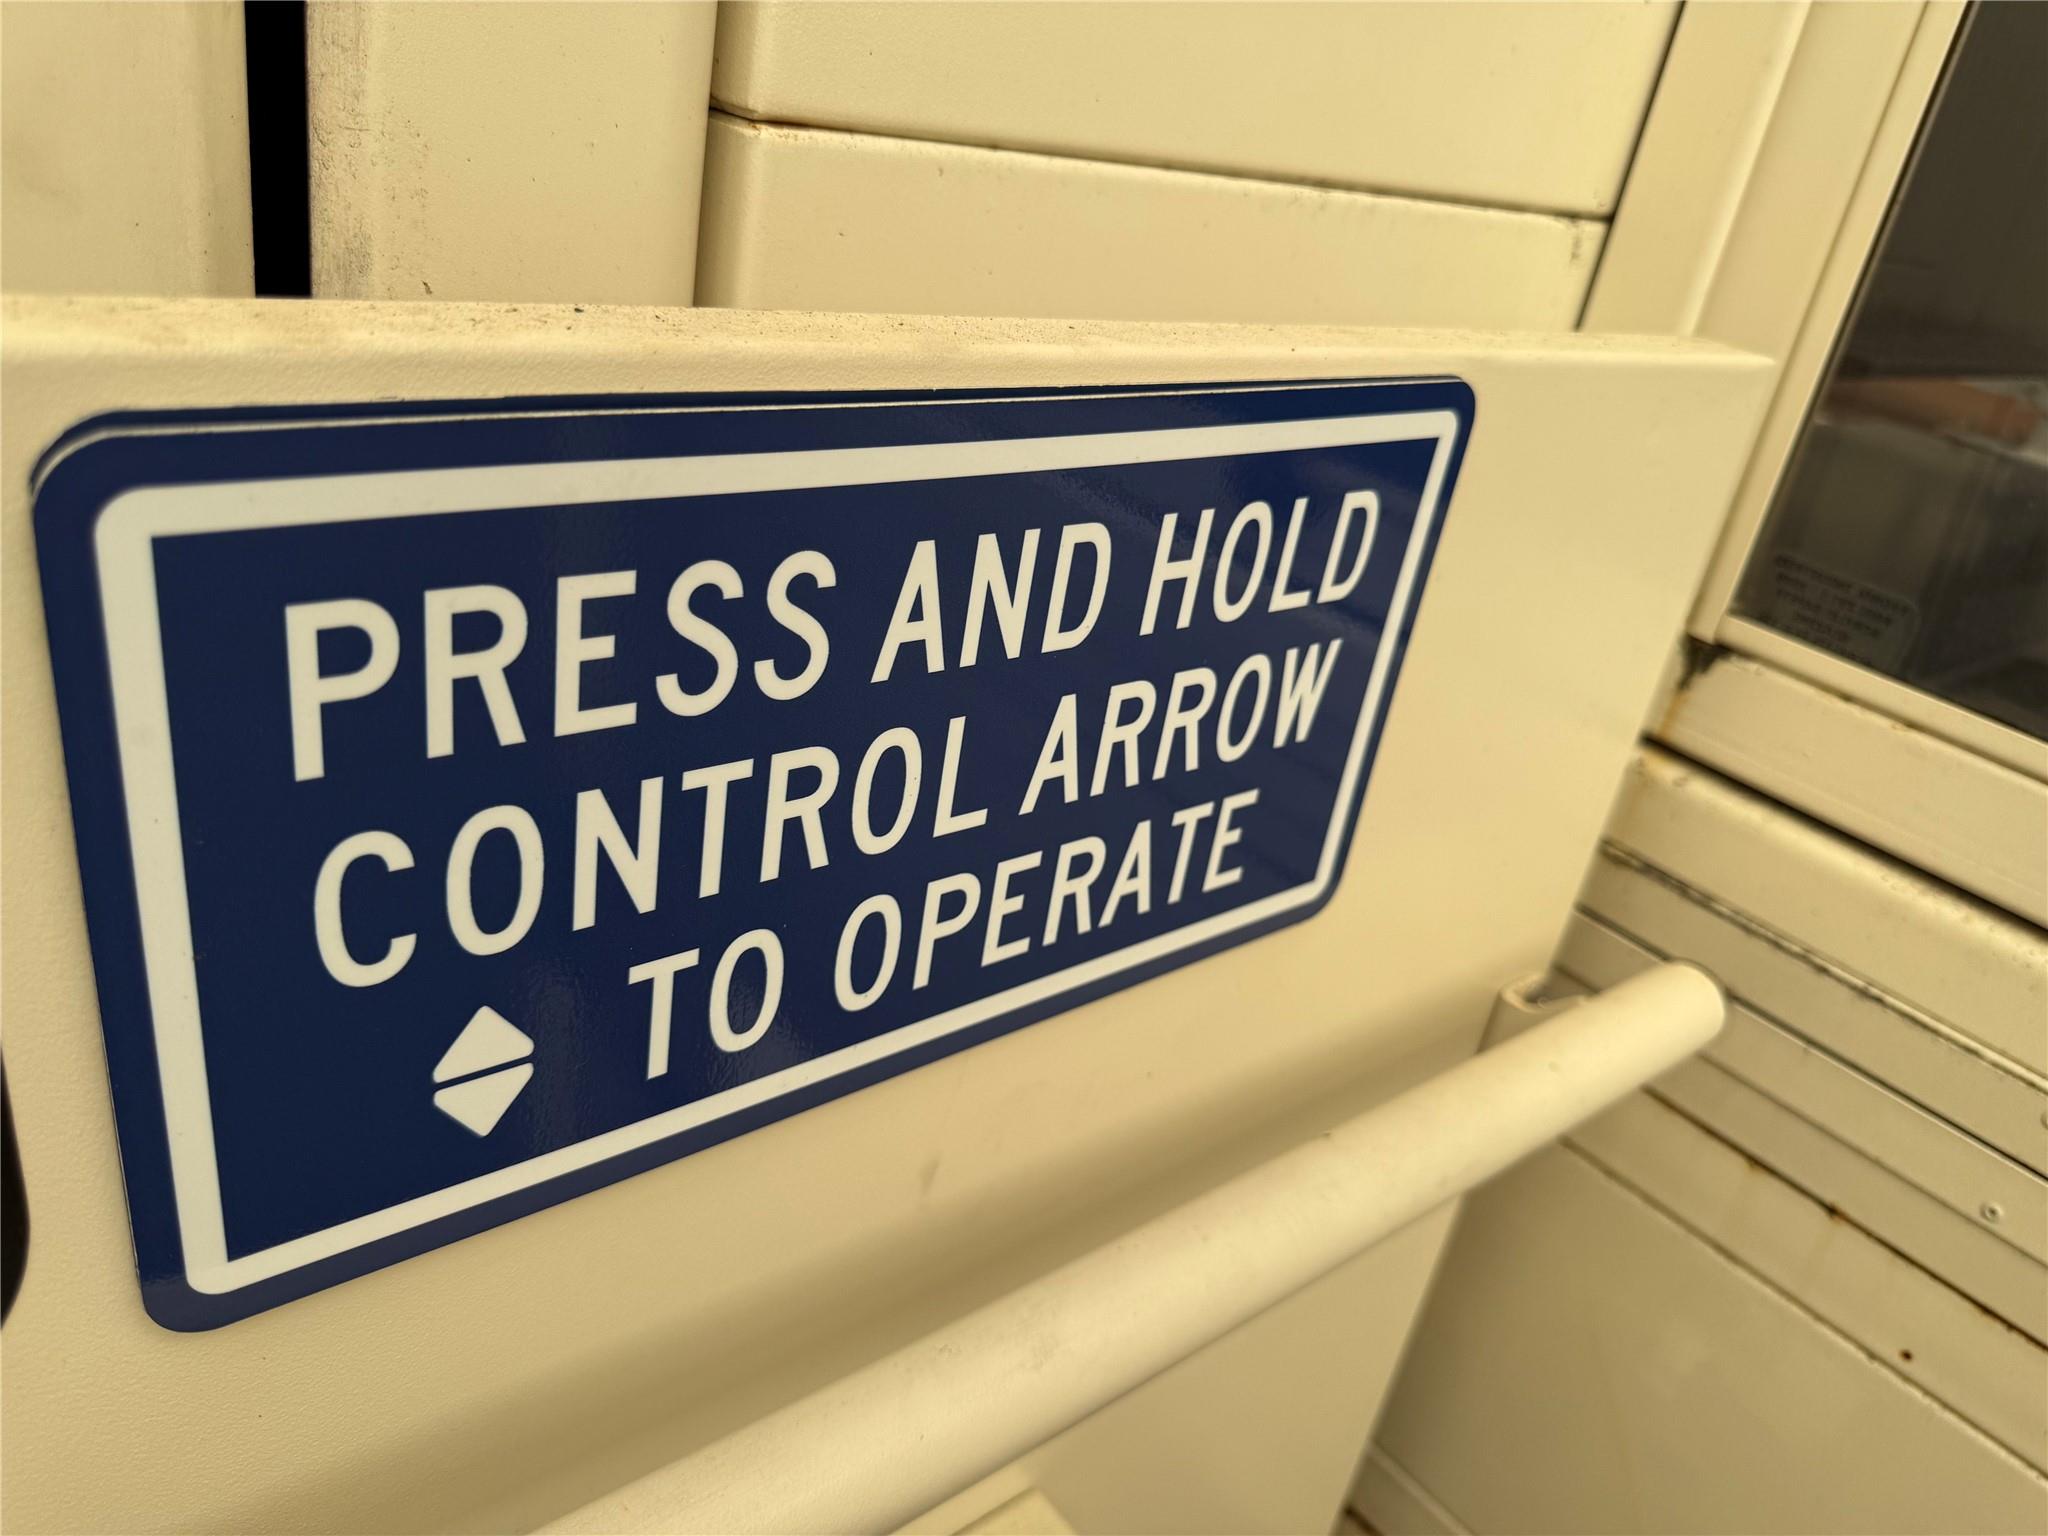 PRESS AND HOLD
CONTROL ARROW
TO OPERATE